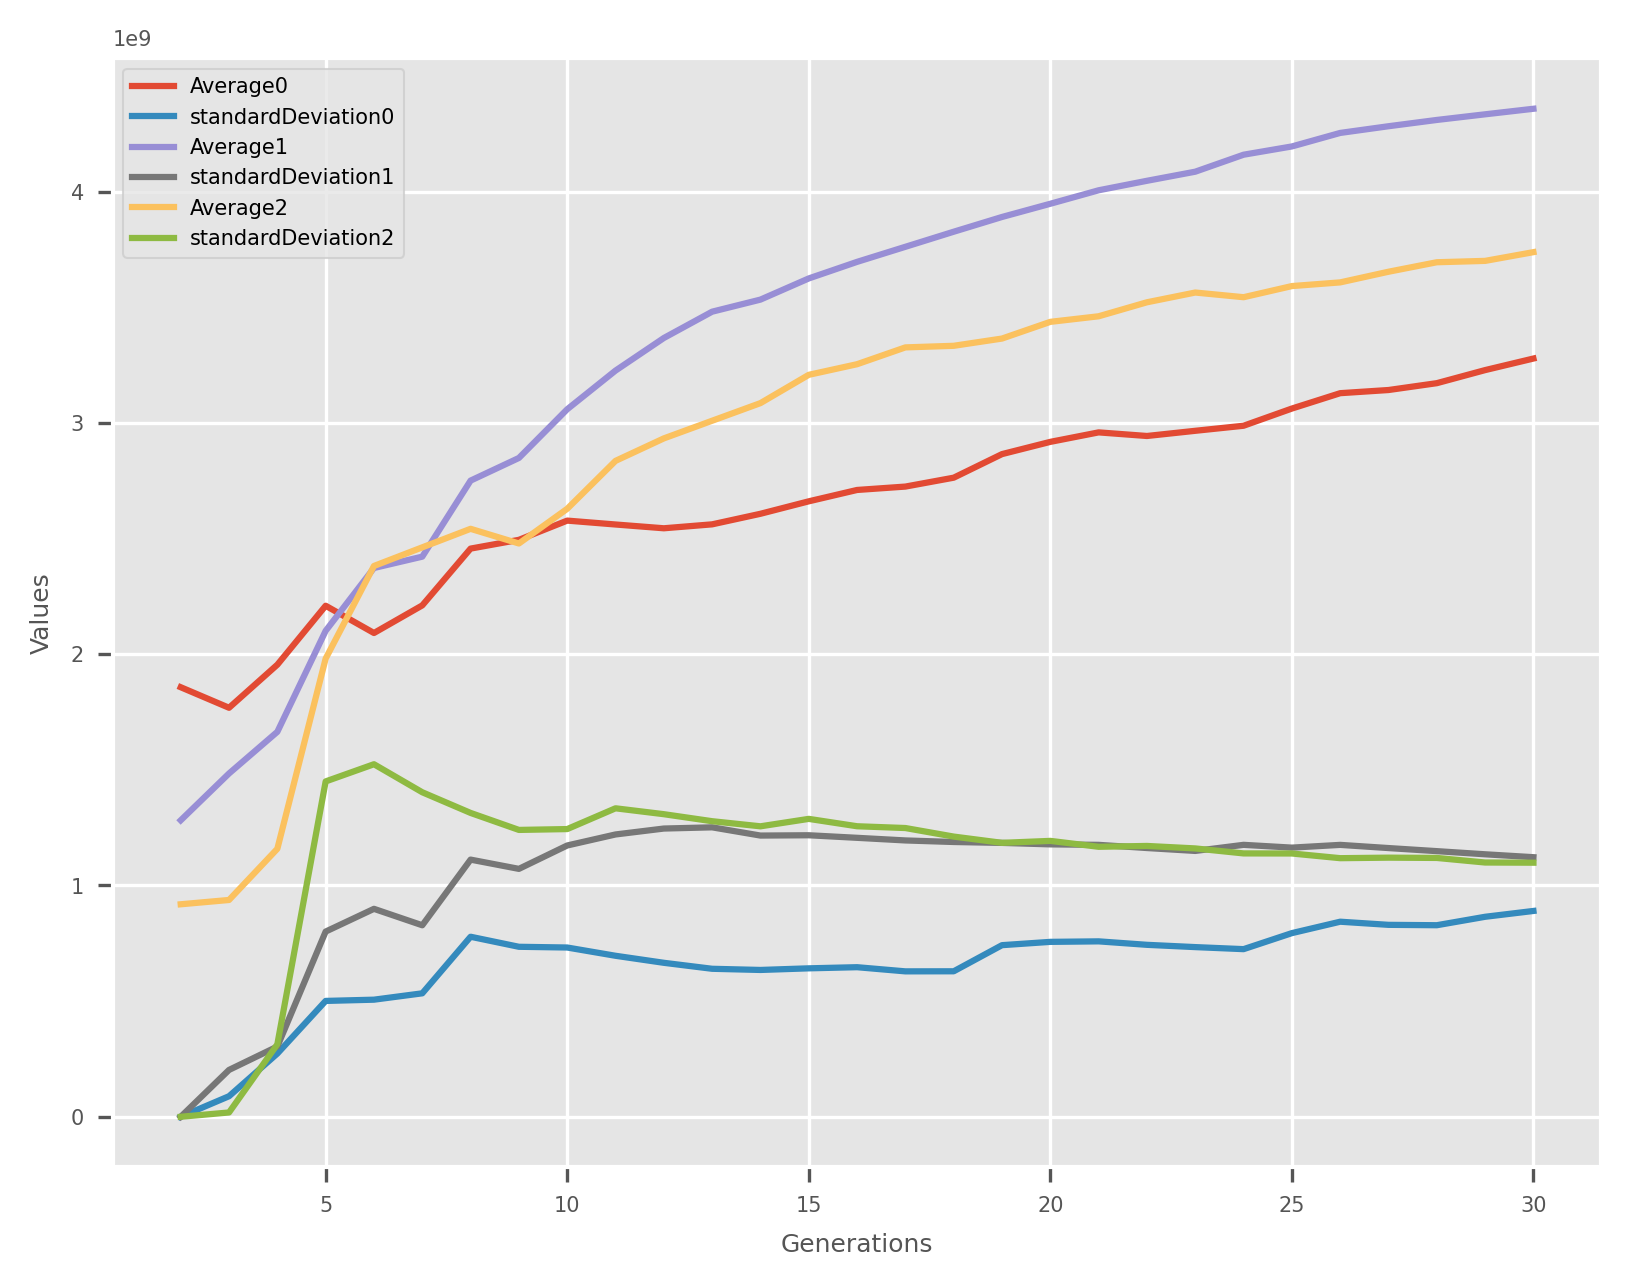 1e9
Average0
standardDeviation0
Average1
standardDeviation1
Average2
standardDeviation2
4
3
2
1
0
Values
5 10 15 20 25 30
Generations